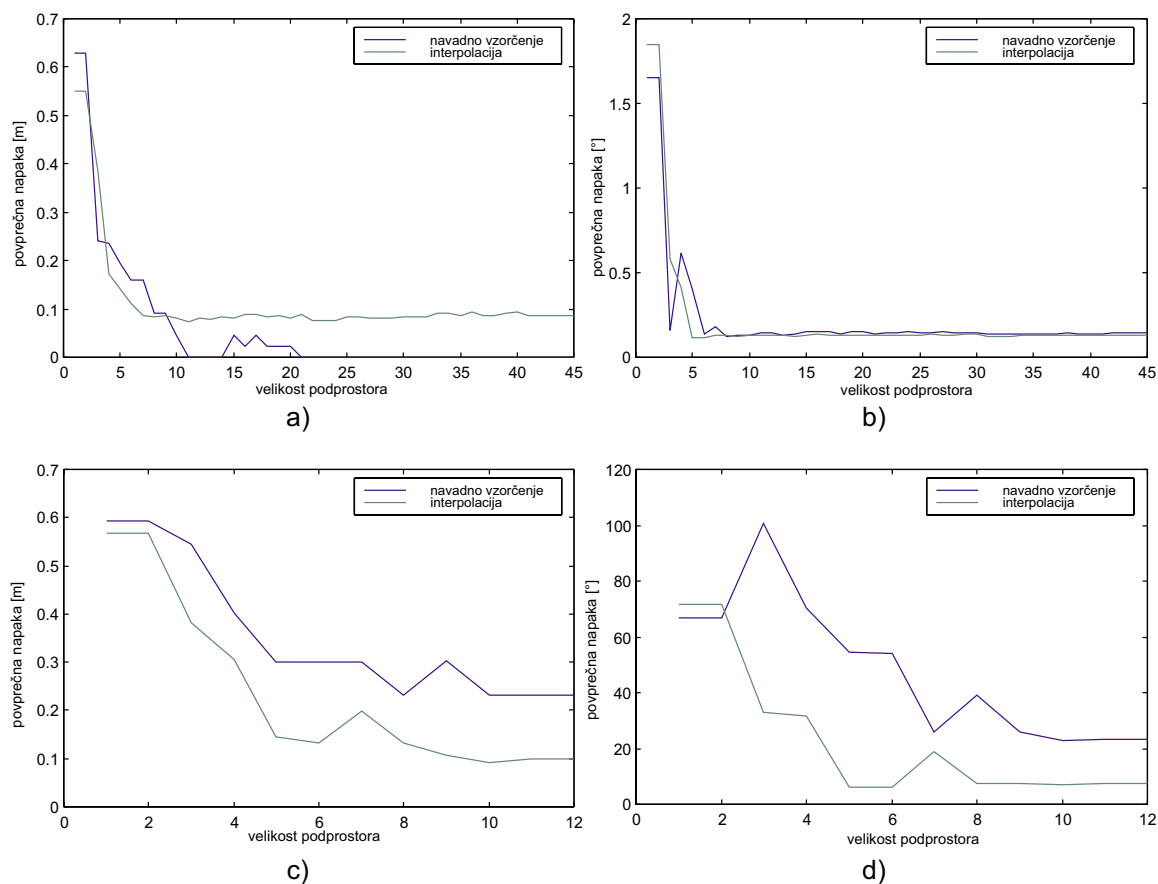 0.7
0.6
0.5
0.4
0.3
0.2
0.1
0
povprečna napaka [m]
navadno vzorčenje
interpolacija
0 5 10 15 20 25 30 35 40 45
velikost podprostora
a)
2
1.5
1
0.5
0
povprečna napaka [°]
navadno vzorčenje
interpolacija
0 5 10 15 20 25 30 35 40 45
velikost podprostora
b)
0.7
0.6
0.5
0.4
0.3
0.2
0.1
0
povprečna napaka [m]
navadno vzorčenje
interpolacija
0 2 4 6 8 10 12
velikost podprostora
c)
120
100
80
60
40
20
0
povprečna napaka [°]
navadno vzorčenje
interpolacija
0 2 4 6 8 10 12
velikost podprostora
d)